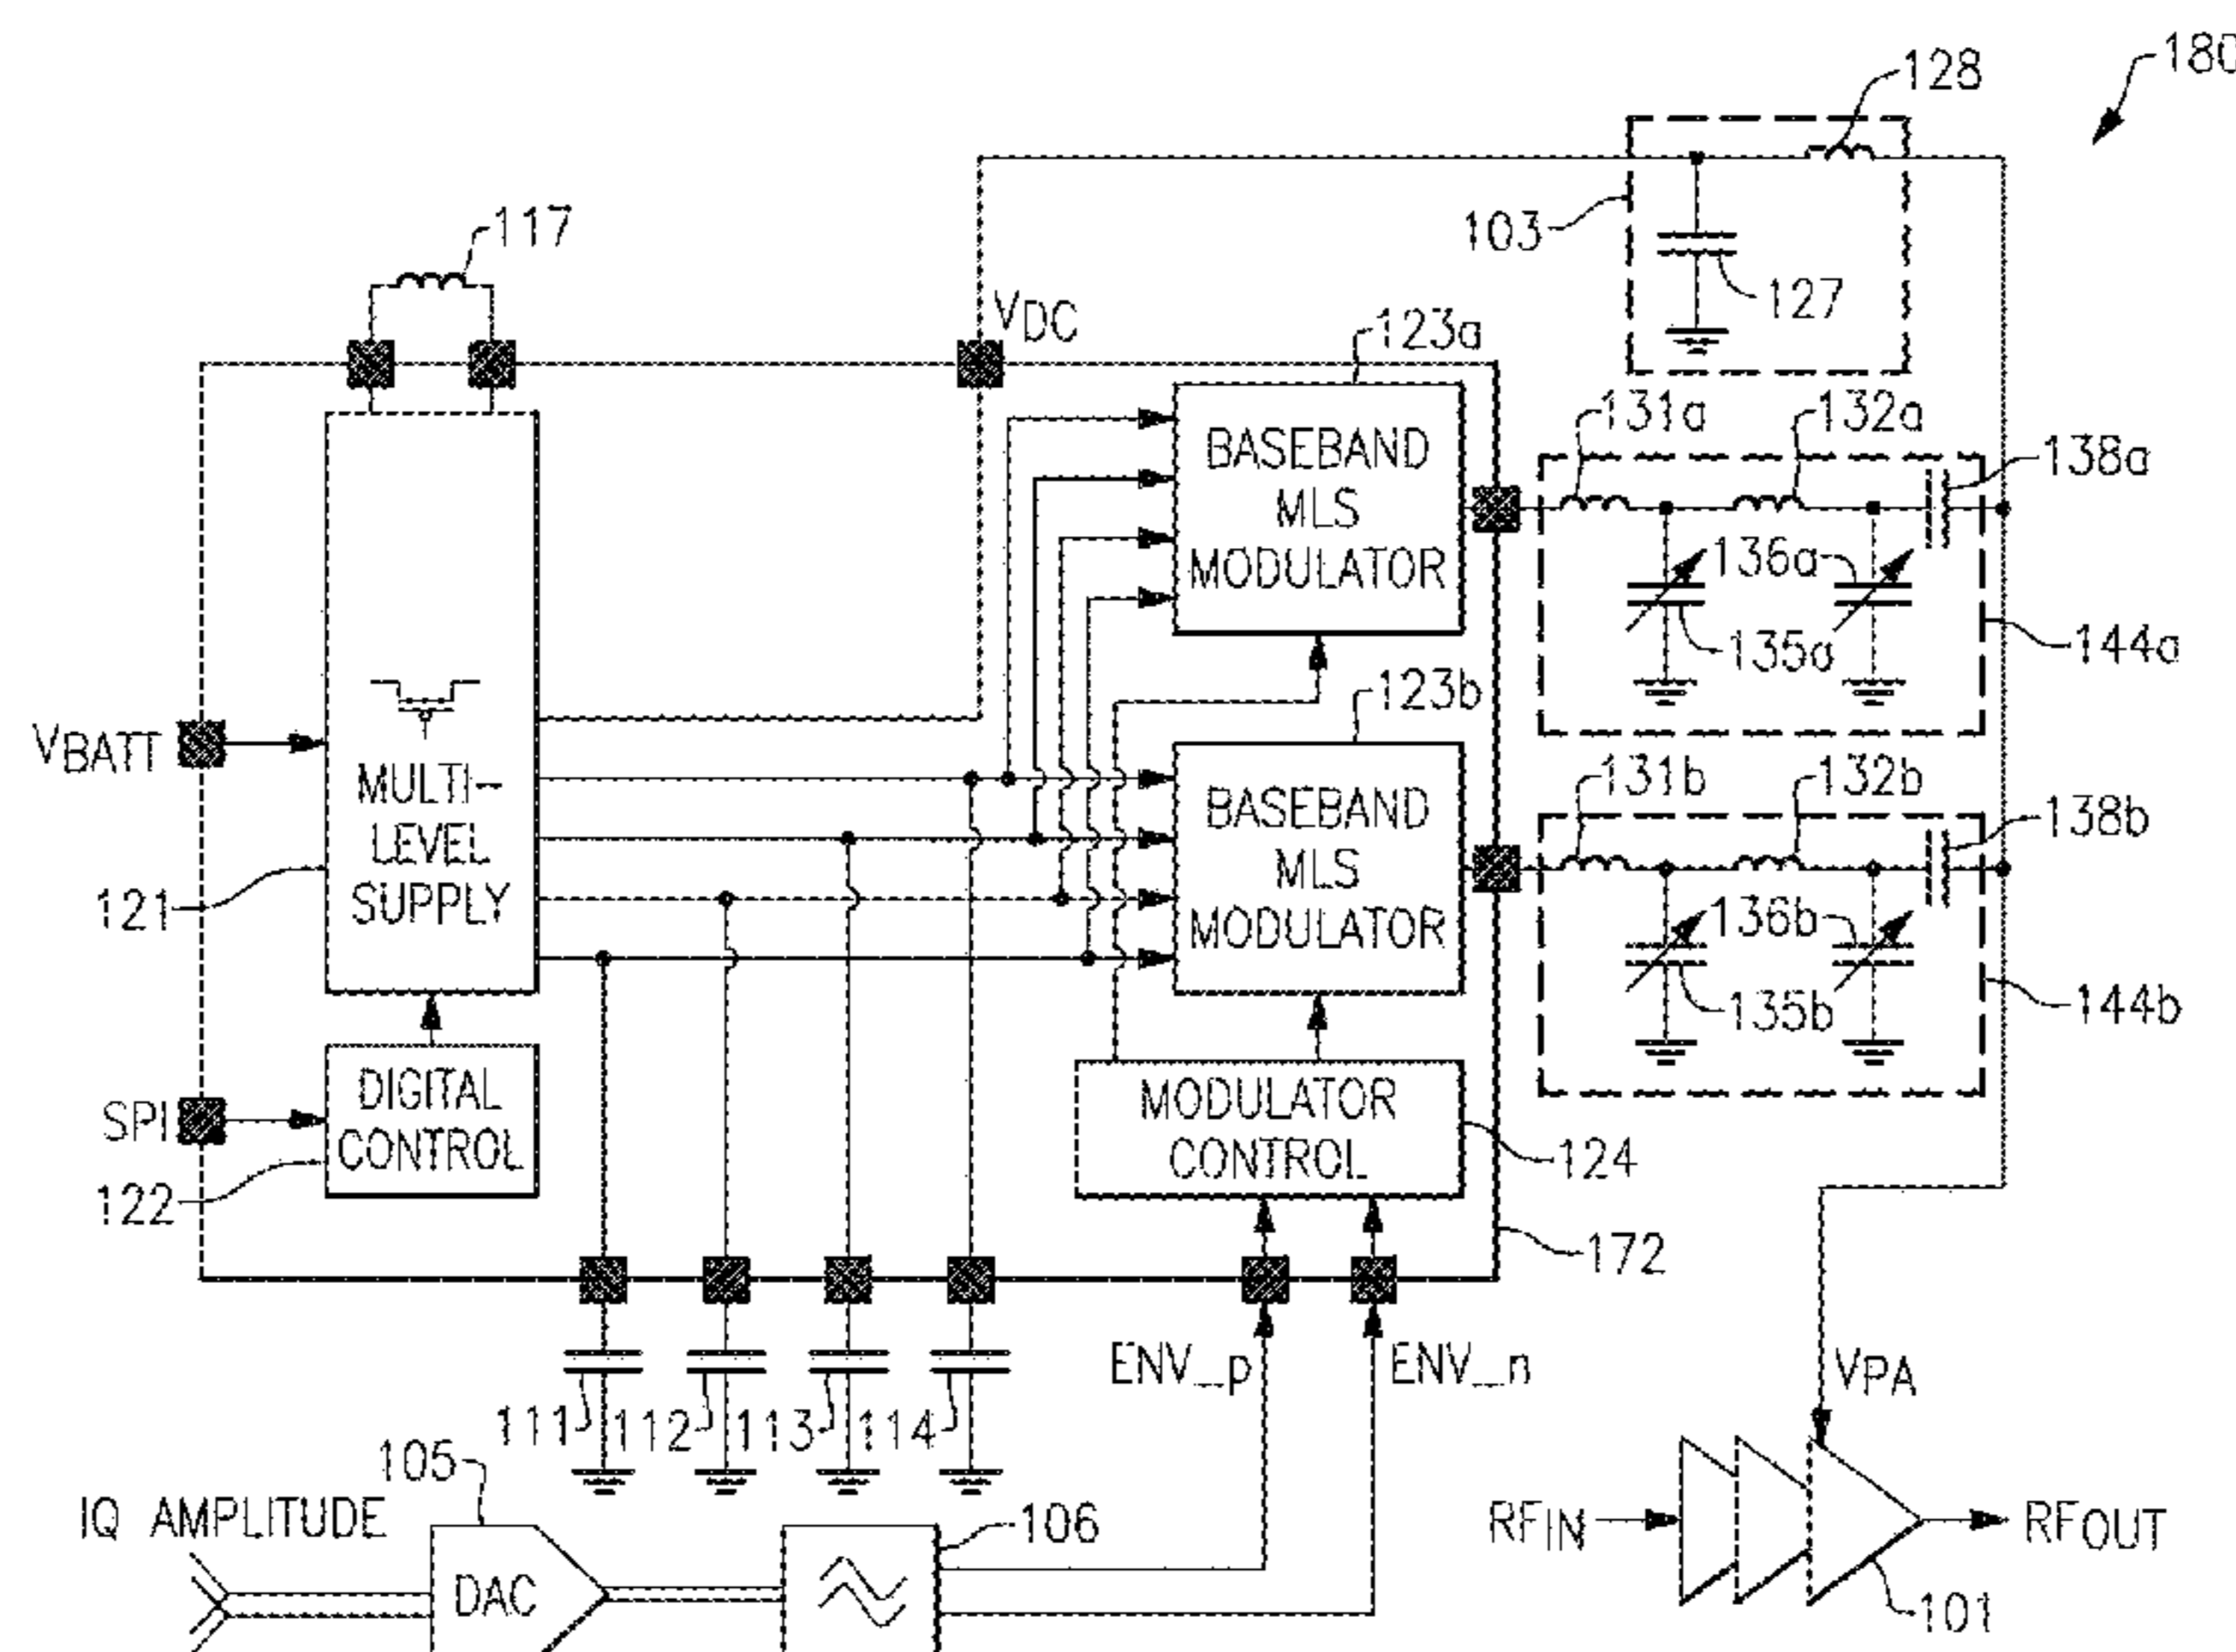 180
128
103
127
117
VDC
123a
BASEBAND
MLS
MODULATOR
131a
132a
138a
136a
135a
144a
VBATT
MULTI-
LEVEL
SUPPLY
121
123b
BASEBAND
MLS
MODULATOR
131b
132b
138b
136b
135b
144b
SPI
DIGITAL
CONTROL
122
MODULATOR
CONTROL
124
172
111
112
113
114
ENV_p
ENV_n
VPA
IQ AMPLITUDE
105
DAC
106
RFIN
RFOUT
101